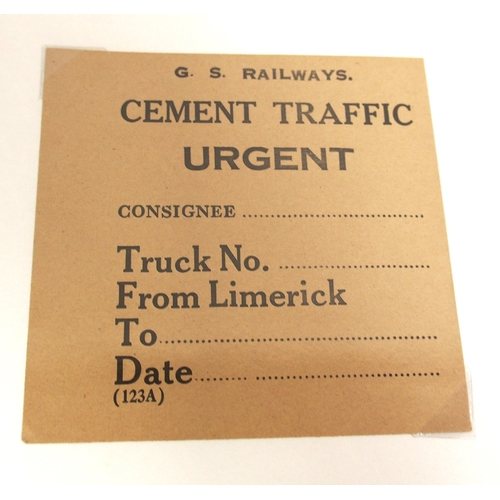 G. S. RAILWAYS.
CEMENT TRAFFIC
URGENT
CONSIGNEE ........................................
Truck No. ..................................
From Limerick
To..............................................................
Date.......... .........................................
(123A)